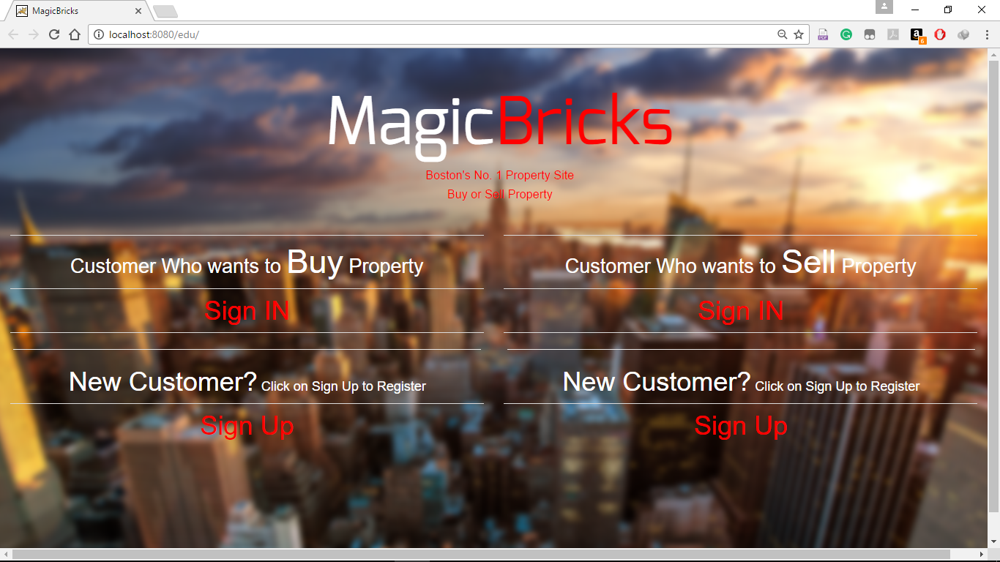 MagicBricks
localhost:8080/edu/
MagicBricks
Boston's No. 1 Property Site
Buy or Sell Property
Customer Who wants to Buy Property
Sign IN
New Customer? Click on Sign Up to Register
Sign Up
Customer Who wants to Sell Property
Sign IN
New Customer? Click on Sign Up to Register
Sign Up